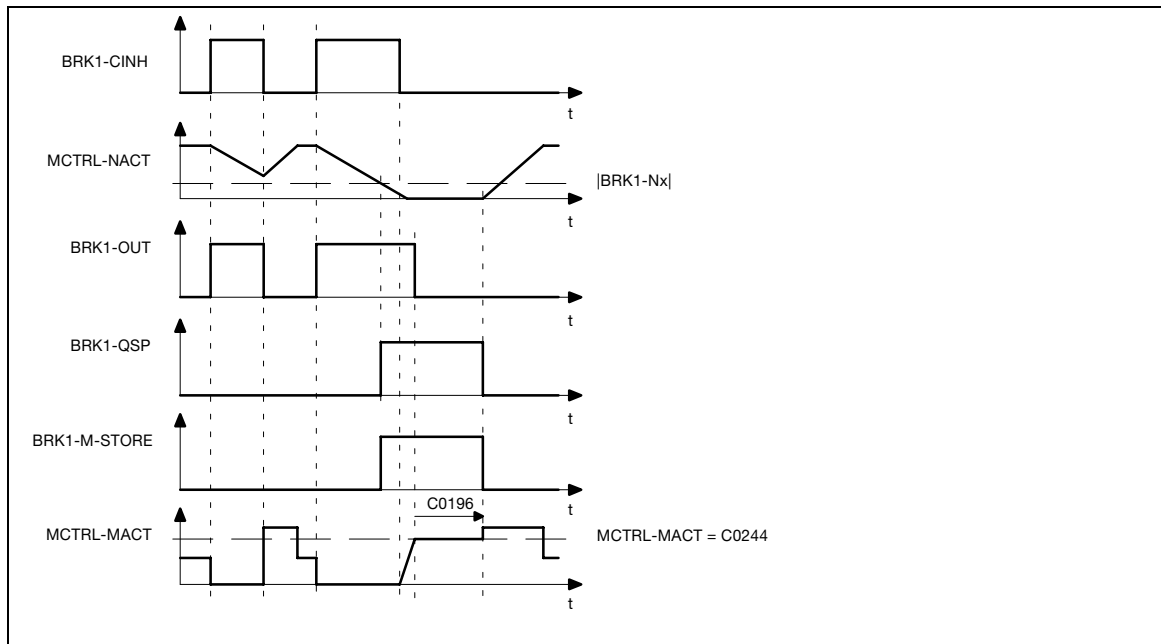 BRK1-CINH
t
MCTRL-NACT
|BRK1-Nx|
t
BRK1-OUT
t
BRK1-QSP
t
BRK1-M-STORE
t
C0196
MCTRL-MACT
MCTRL-MACT = C0244
t